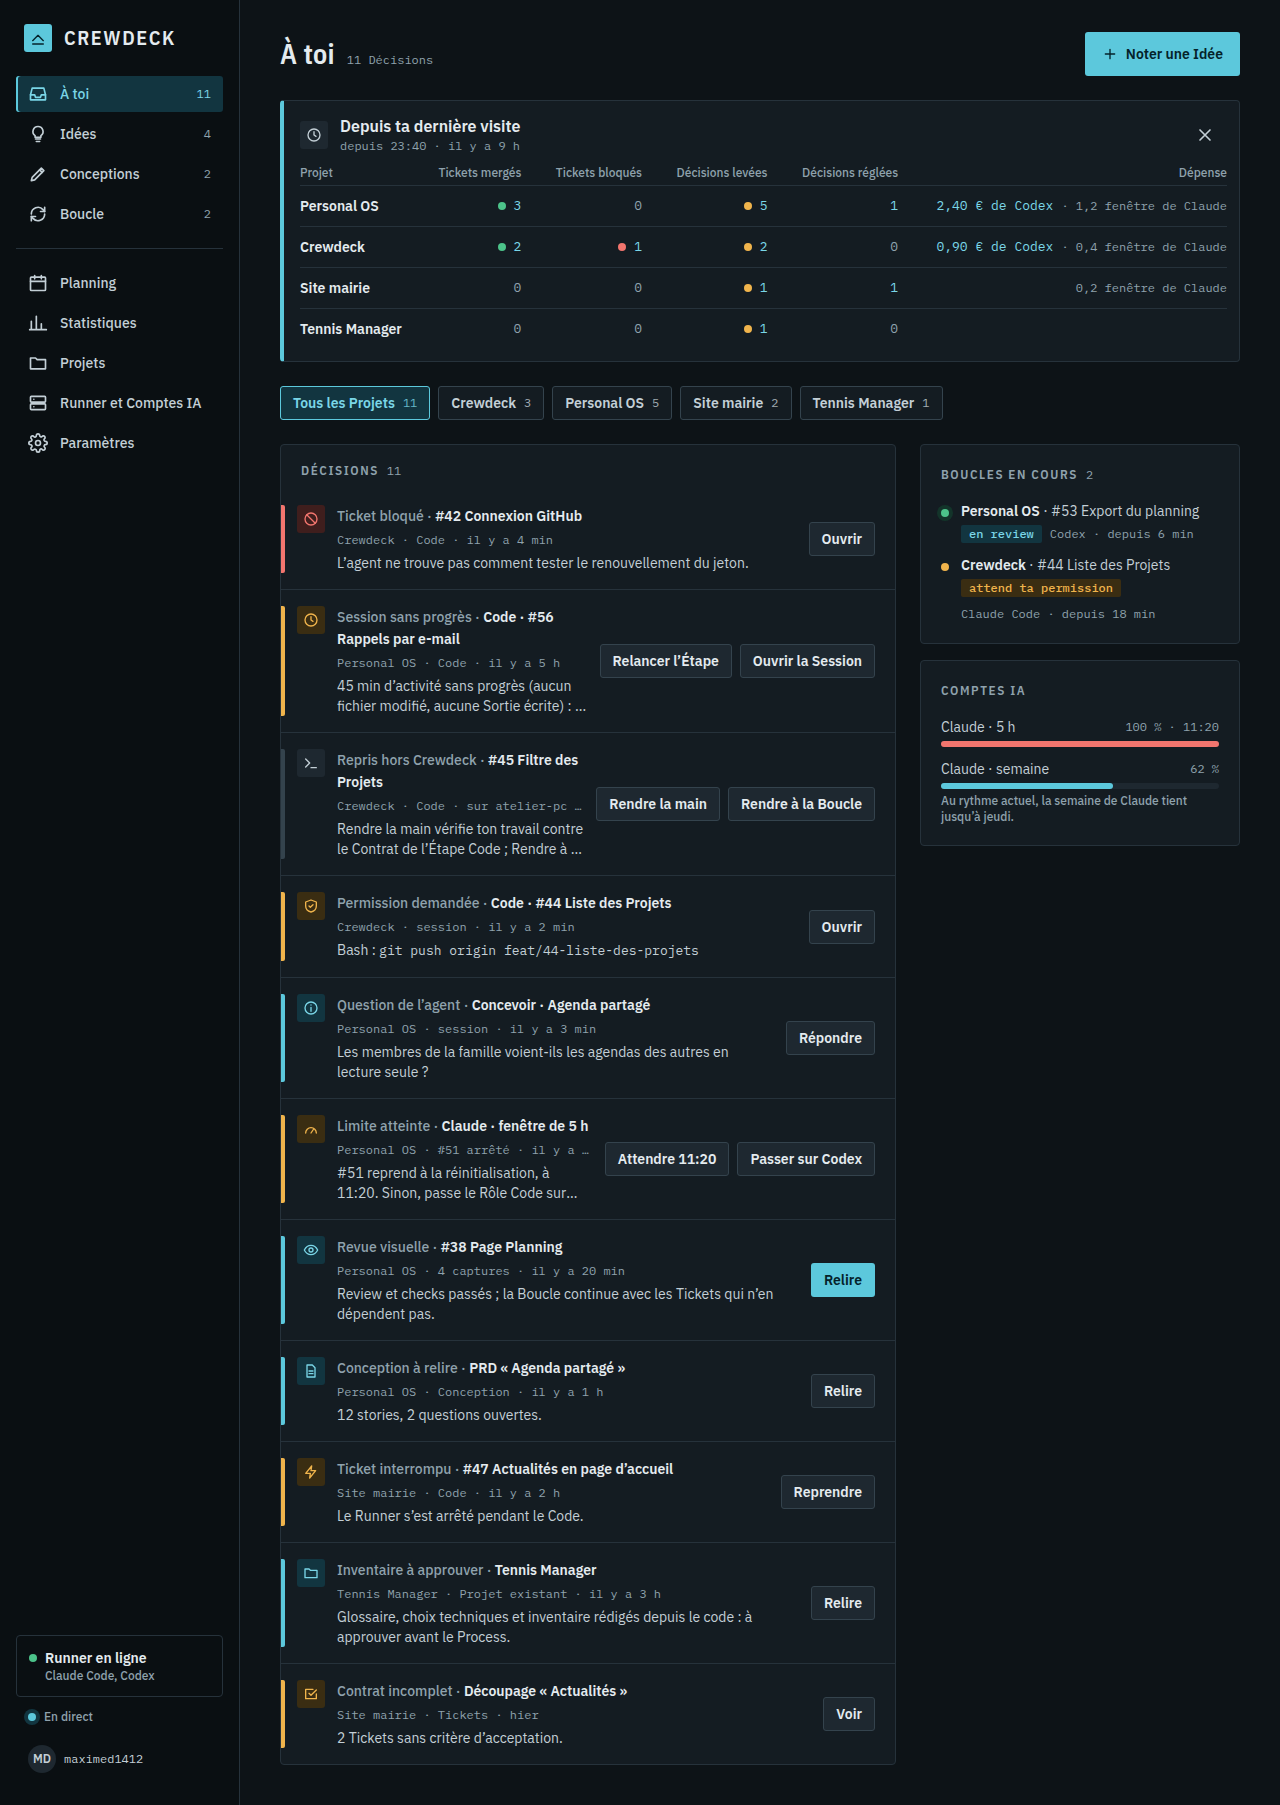 CREWDECK
À toi 11
Idées 4
Conceptions 2
Boucle 2
Planning
Statistiques
Projets
Runner et Comptes IA
Paramètres
Runner en ligne
Claude Code, Codex
En direct
MD maximed1412
À toi 11 Décisions
Noter une Idée
Depuis ta dernière visite
depuis 23:40 · il y a 9 h
Projet Tickets mergés Tickets bloqués Décisions levées Décisions réglées Dépense
Personal OS 3 0 5 1 2,40 € de Codex · 1,2 fenêtre de Claude
Crewdeck 2 1 2 0 0,90 € de Codex · 0,4 fenêtre de Claude
Site mairie 0 0 1 1 0,2 fenêtre de Claude
Tennis Manager 0 0 1 0
Tous les Projets 11 Crewdeck 3 Personal OS 5 Site mairie 2 Tennis Manager 1
DÉCISIONS 11
Ticket bloqué · #42 Connexion GitHub
Crewdeck · Code · il y a 4 min
L’agent ne trouve pas comment tester le renouvellement du jeton.
Ouvrir
Session sans progrès · Code · #56
Rappels par e-mail
Personal OS · Code · il y a 5 h
45 min d’activité sans progrès (aucun
fichier modifié, aucune Sortie écrite) : …
Relancer l’Étape Ouvrir la Session
Repris hors Crewdeck · #45 Filtre des
Projets
Crewdeck · Code · sur atelier-pc …
Rendre la main vérifie ton travail contre
le Contrat de l’Étape Code ; Rendre à …
Rendre la main Rendre à la Boucle
Permission demandée · Code · #44 Liste des Projets
Crewdeck · session · il y a 2 min
Bash : git push origin feat/44-liste-des-projets
Ouvrir
Question de l’agent · Concevoir · Agenda partagé
Personal OS · session · il y a 3 min
Les membres de la famille voient-ils les agendas des autres en
lecture seule ?
Répondre
Limite atteinte · Claude · fenêtre de 5 h
Personal OS · #51 arrêté · il y a …
#51 reprend à la réinitialisation, à
11:20. Sinon, passe le Rôle Code sur…
Attendre 11:20 Passer sur Codex
Revue visuelle · #38 Page Planning
Personal OS · 4 captures · il y a 20 min
Review et checks passés ; la Boucle continue avec les Tickets qui n’en
dépendent pas.
Relire
Conception à relire · PRD « Agenda partagé »
Personal OS · Conception · il y a 1 h
12 stories, 2 questions ouvertes.
Relire
Ticket interrompu · #47 Actualités en page d’accueil
Site mairie · Code · il y a 2 h
Le Runner s’est arrêté pendant le Code.
Reprendre
Inventaire à approuver · Tennis Manager
Tennis Manager · Projet existant · il y a 3 h
Glossaire, choix techniques et inventaire rédigés depuis le code : à
approuver avant le Process.
Relire
Contrat incomplet · Découpage « Actualités »
Site mairie · Tickets · hier
2 Tickets sans critère d’acceptation.
Voir
BOUCLES EN COURS 2
Personal OS · #53 Export du planning
en review Codex · depuis 6 min
Crewdeck · #44 Liste des Projets
attend ta permission
Claude Code · depuis 18 min
COMPTES IA
Claude · 5 h 100 % · 11:20
Claude · semaine 62 %
Au rythme actuel, la semaine de Claude tient
jusqu’à jeudi.